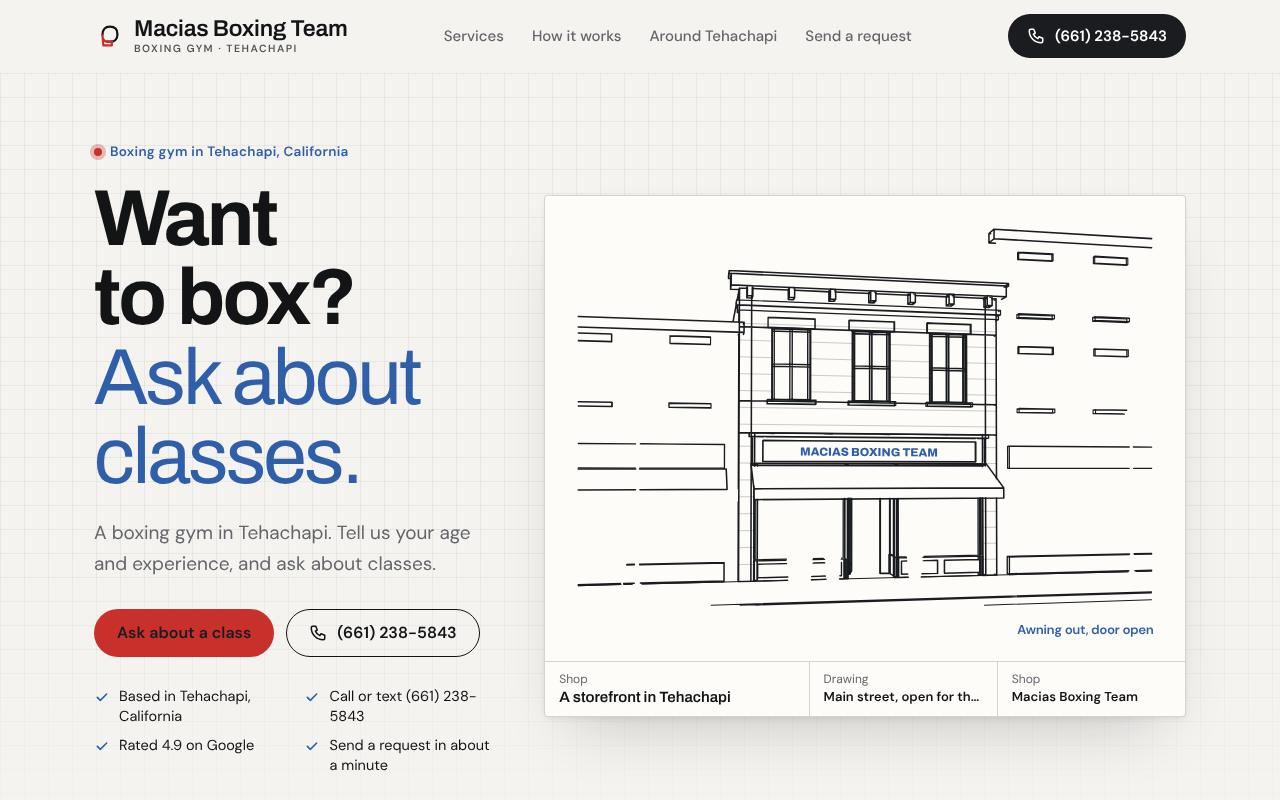 Macias Boxing Team
BOXING GYM · TEHACHAPI
Services
How it works
Around Tehachapi
Send a request
(661) 238-5843
Boxing gym in Tehachapi, California
Want
to box?
Ask about
classes.
A boxing gym in Tehachapi. Tell us your age
and experience, and ask about classes.
Ask about a class
(661) 238-5843
Based in Tehachapi,
California
Call or text (661) 238-
5843
Rated 4.9 on Google
Send a request in about
a minute
MACIAS BOXING TEAM
Awning out, door open
Shop
A storefront in Tehachapi
Drawing
Main street, open for th...
Shop
Macias Boxing Team